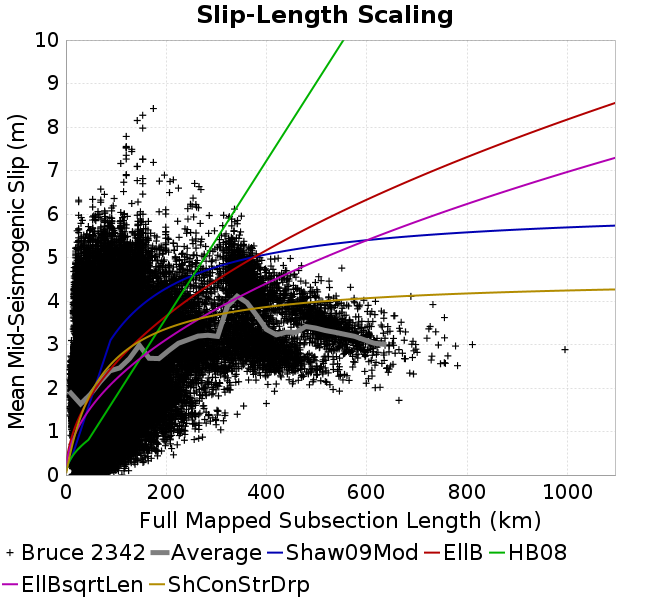 Slip-Length Scaling
10
9
8
7
6
5
4
3
2
1
0
Mean Mid-Seismogenic Slip (m)
0 200 400 600 800 1000
Full Mapped Subsection Length (km)
Bruce 2342 Average Shaw09Mod EllB HB08
EllBsqrtLen ShConStrDrp